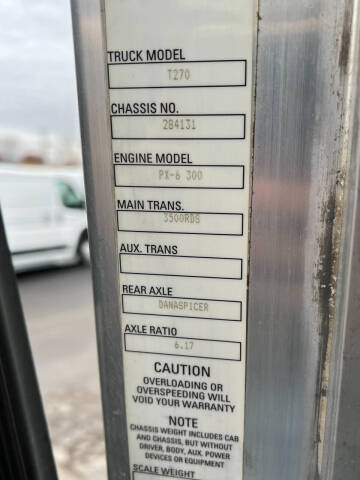 TRUCK MODEL
T270
CHASSIS NO.
284131
ENGINE MODEL
PX-6 300
MAIN TRANS.
3500RDS
AUX. TRANS
REAR AXLE
DANASPICER
AXLE RATIO
6.17
CAUTION
OVERLOADING OR
OVERSPEEDING WILL
VOID YOUR WARRANTY
NOTE
CHASSIS WEIGHT INCLUDES CAB
AND CHASSIS, BUT WITHOUT
DRIVER, BODY, AUX. POWER
DEVICES OR EQUIPMENT
SCALE WEIGHT